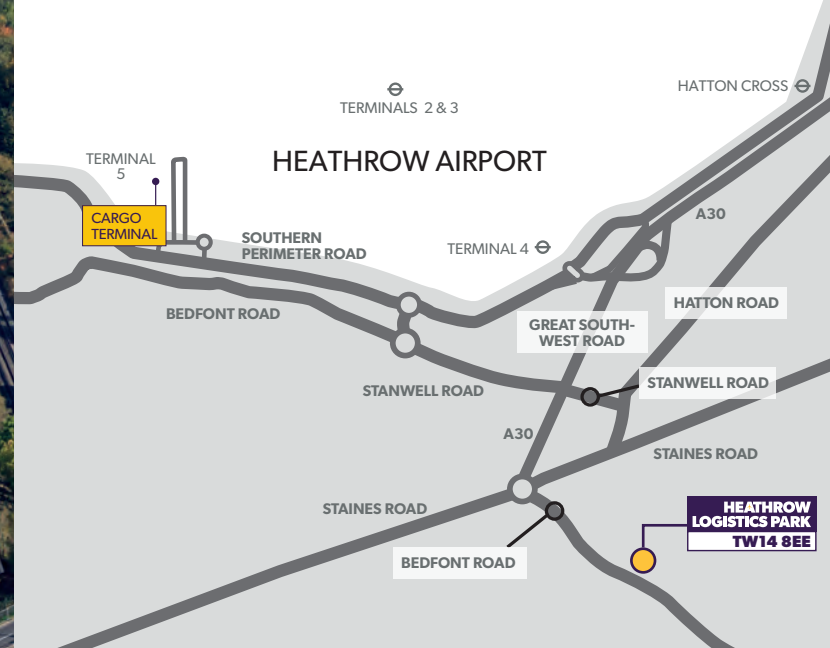 HATTON CROSS
TERMINALS 2 & 3
TERMINAL
5
HEATHROW AIRPORT
CARGO
TERMINAL
A30
SOUTHERN
PERIMETER ROAD
TERMINAL 4
HATTON ROAD
BEDFONT ROAD
GREAT SOUTH-
WEST ROAD
STANWELL ROAD
STANWELL ROAD
A30
STAINES ROAD
STAINES ROAD
HEATHROW
LOGISTICS PARK
TW14 8EE
BEDFONT ROAD